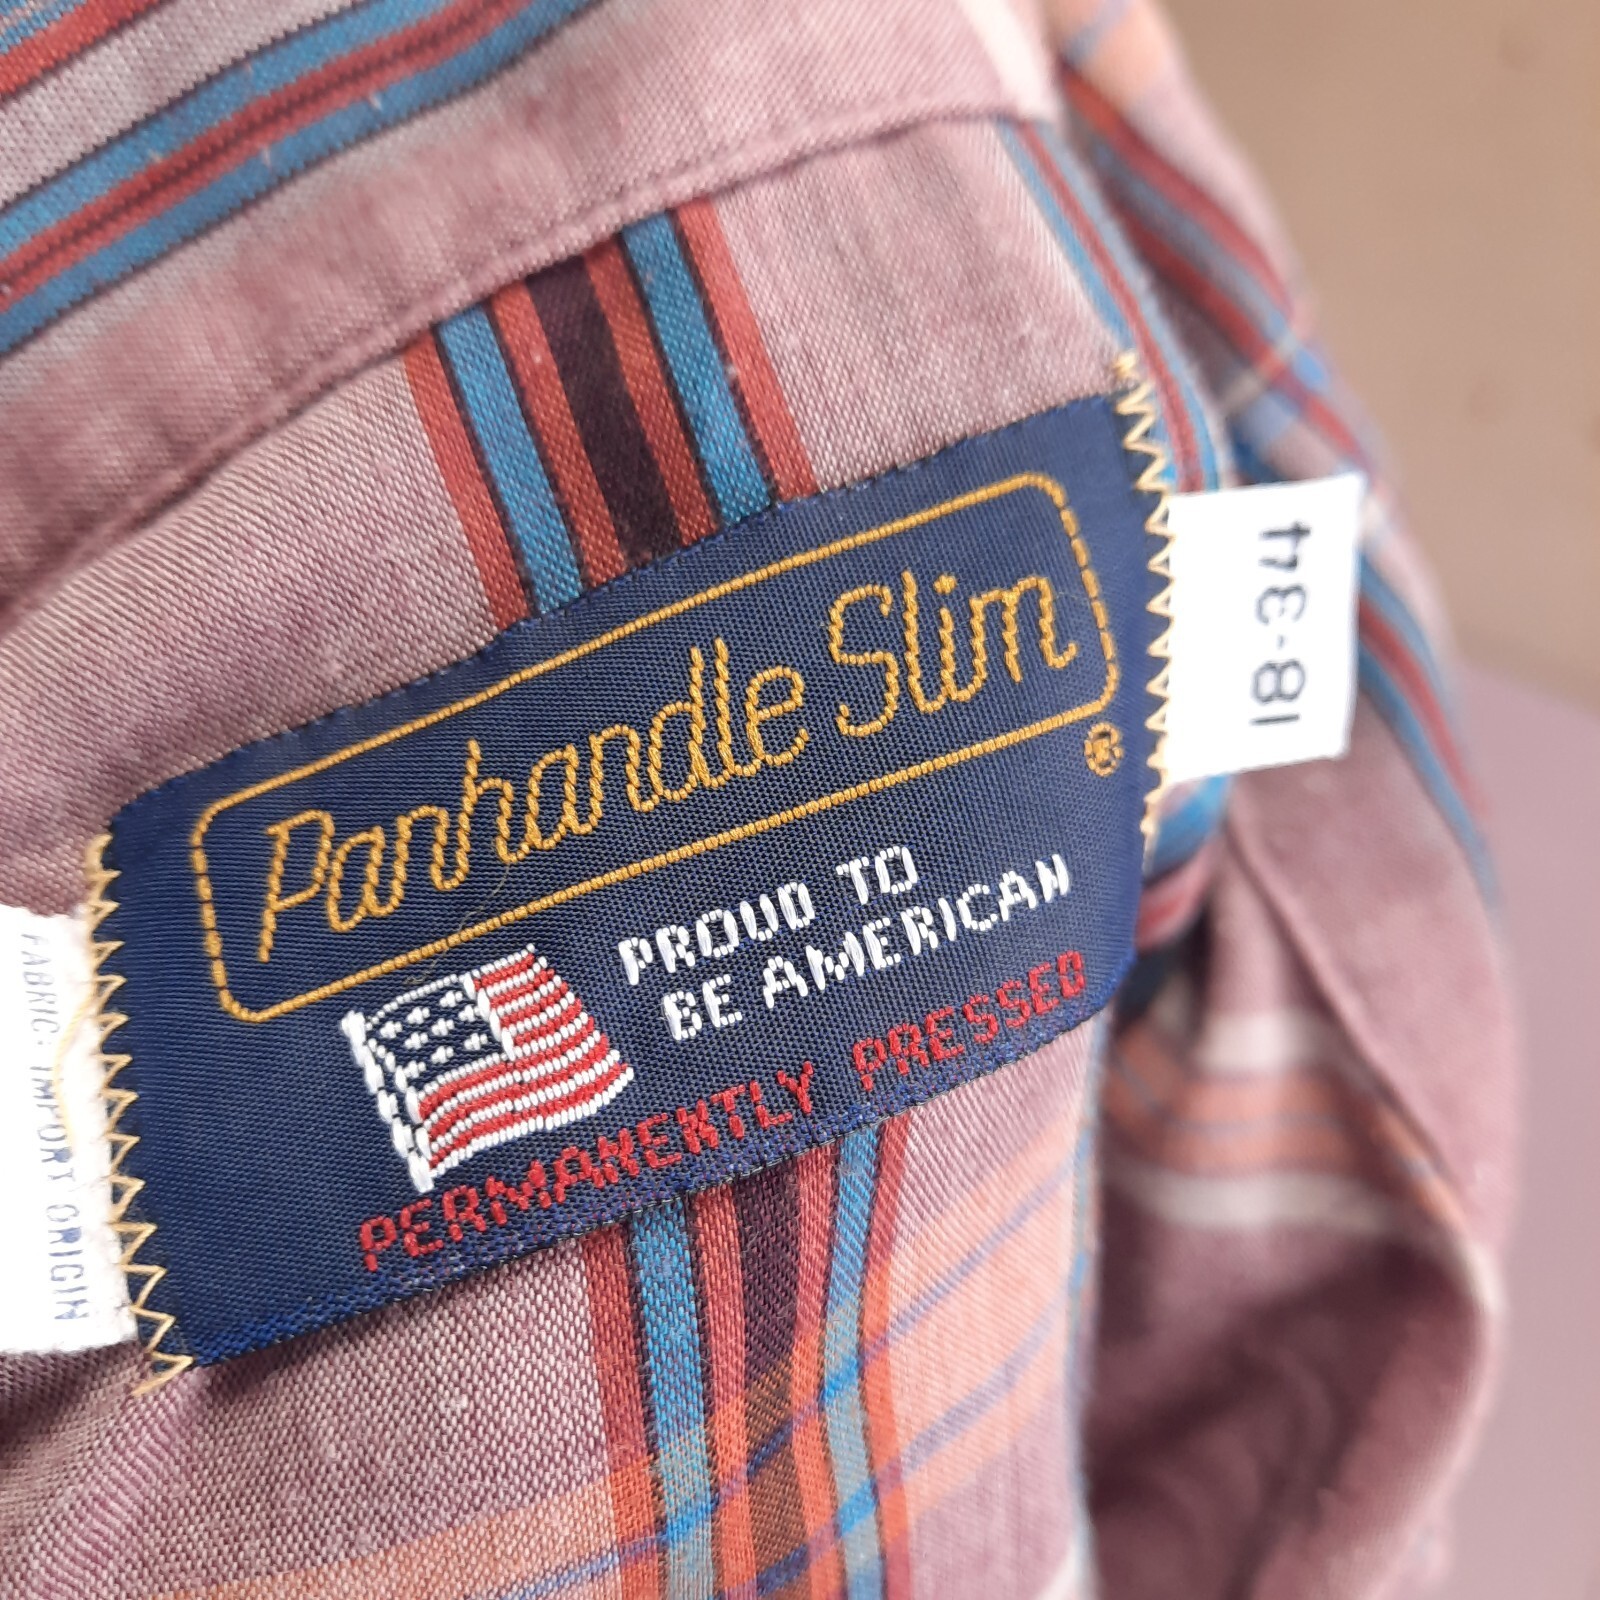 Panhandle Slim
®
PROUD TO
BE AMERICAN
PERMANENTLY PRESSED
18-34
FABRIC: IMPORT ORIGIN